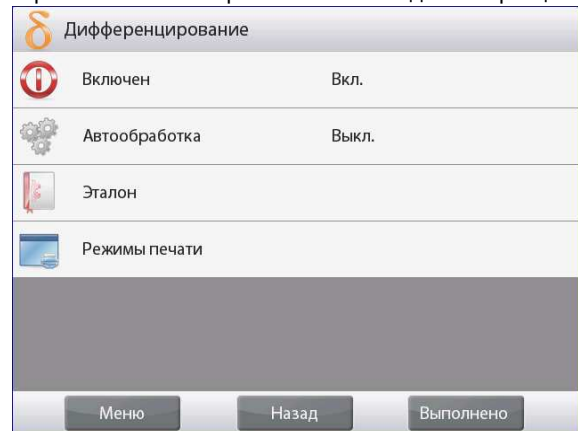 δ Дифференцирование
Включен Вкл.
Автообработка Выкл.
Эталон
Режимы печати
Меню Назад Выполнено